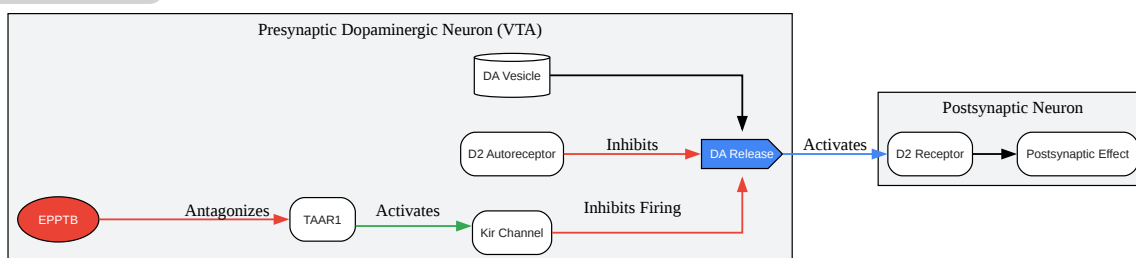 Presynaptic Dopaminergic Neuron (VTA)
DA Vesicle
Postsynaptic Neuron
D2 Autoreceptor
Inhibits
DA Release
Activates
D2 Receptor
Postsynaptic Effect
EPPTB
Antagonizes
TAAR1
Activates
Kir Channel
Inhibits Firing